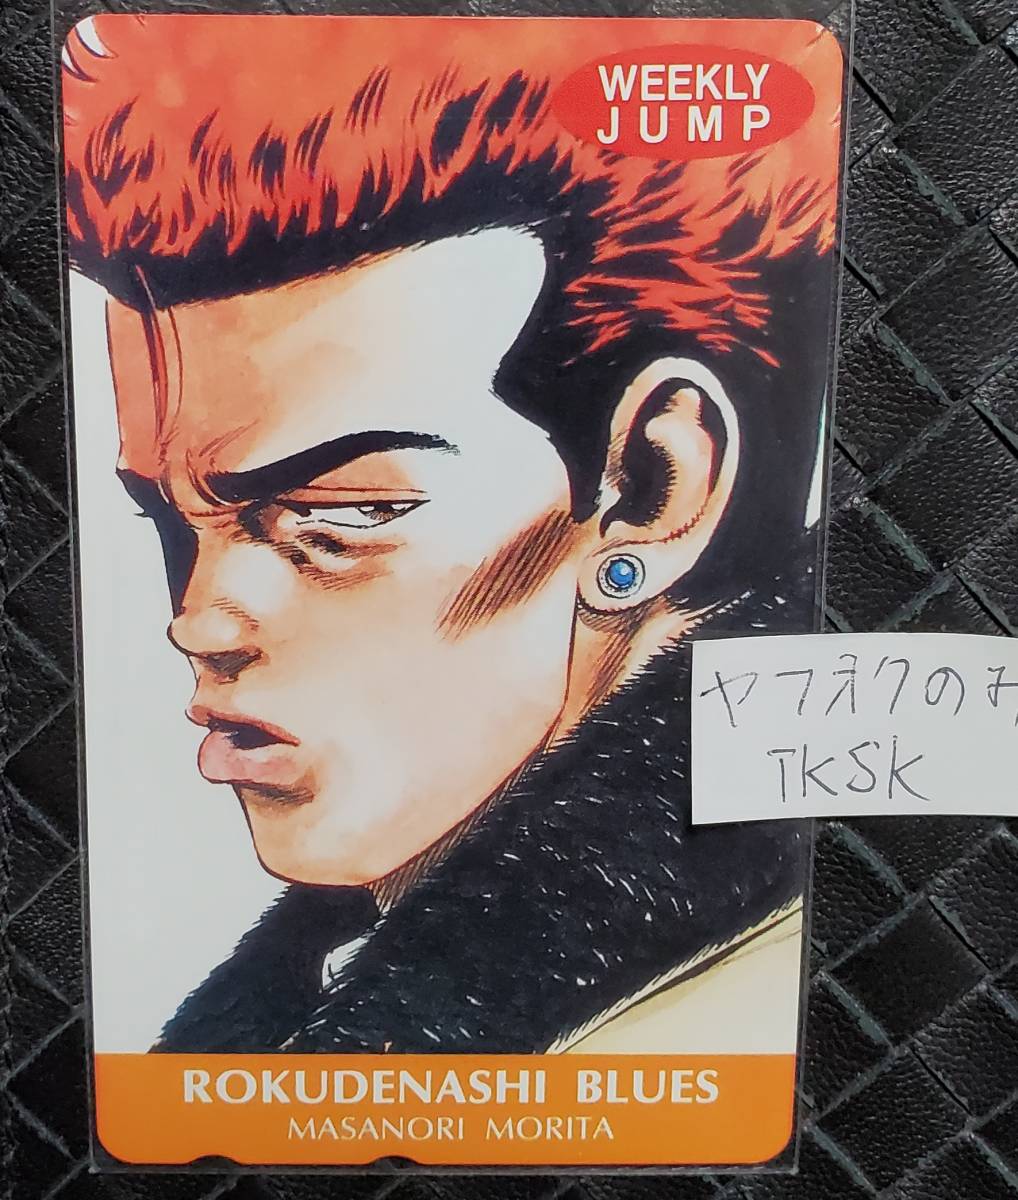 WEEKLY
JUMP
ヤフオクのみ
TKSK
ROKUDENASHI BLUES
MASANORI MORITA